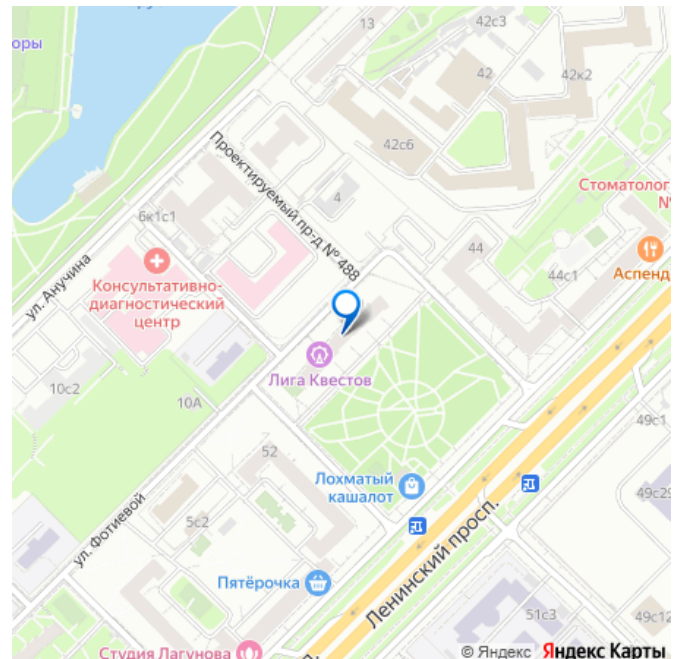 13
42с3
оры
42
42к2
42с6
Проектируемый пр-д № 488
Стоматолог
N
4
6к1с1
ул. Анучина
Консультативно-
диагностический
центр
44
44с1
Аспенд
Лига Квестов
10с2
10А
49с1
52
Лохматый
кашалот
49с29
5с2
ул. Фотиевой
Ленинский просп.
Пятёрочка
51с3
49с12
Студия Лагунова
© Яндекс Яндекс Карты